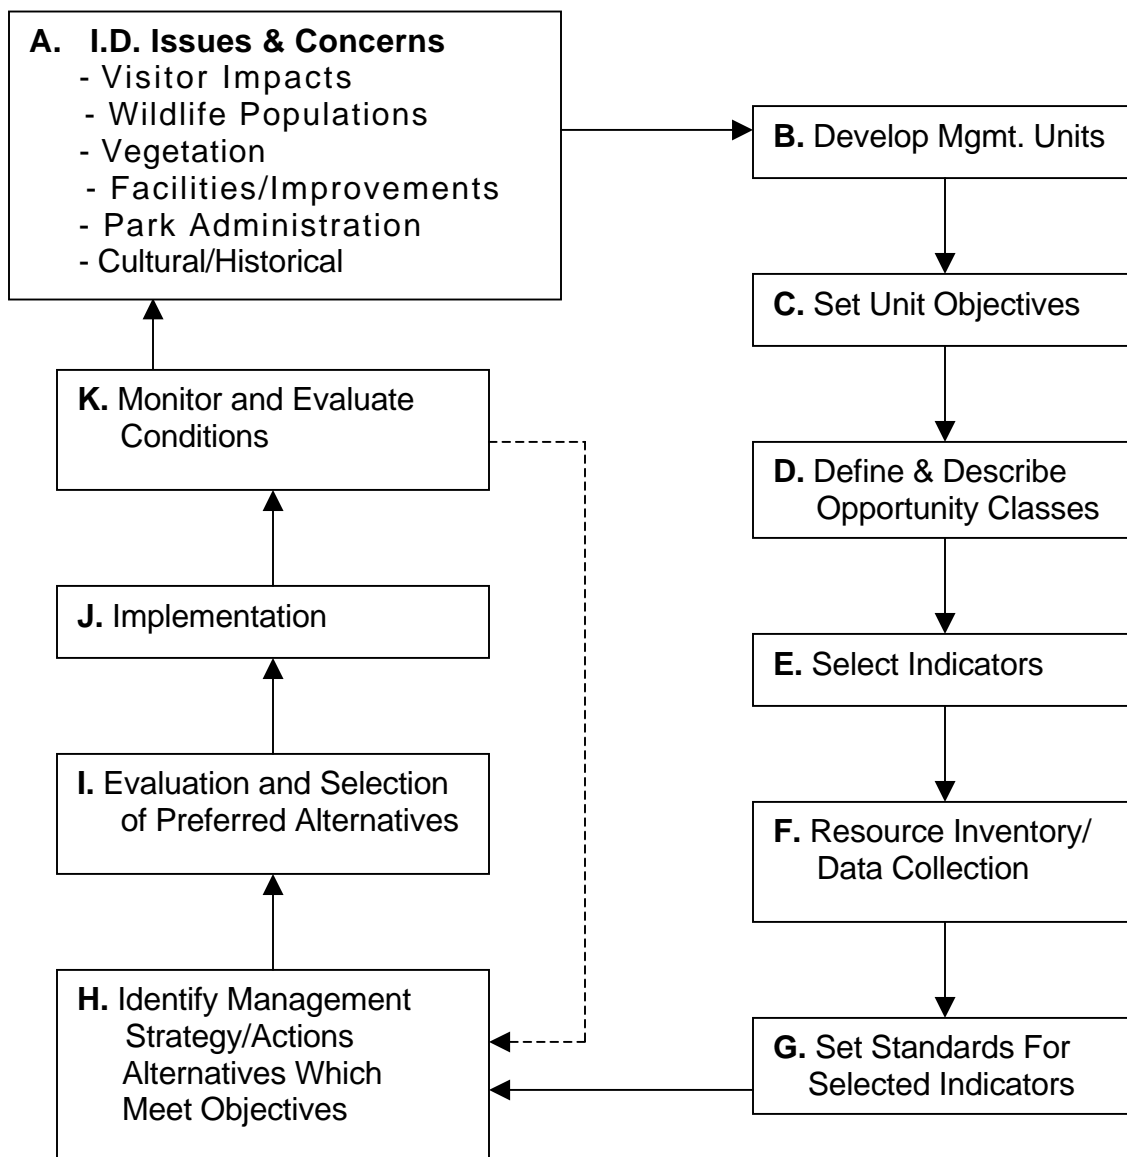 A. I.D. Issues & Concerns
- Visitor Impacts
- Wildlife Populations
- Vegetation
- Facilities/Improvements
- Park Administration
- Cultural/Historical
B. Develop Mgmt. Units
C. Set Unit Objectives
D. Define & Describe
Opportunity Classes
E. Select Indicators
F. Resource Inventory/
Data Collection
G. Set Standards For
Selected Indicators
H. Identify Management
Strategy/Actions
Alternatives Which
Meet Objectives
I. Evaluation and Selection
of Preferred Alternatives
J. Implementation
K. Monitor and Evaluate
Conditions